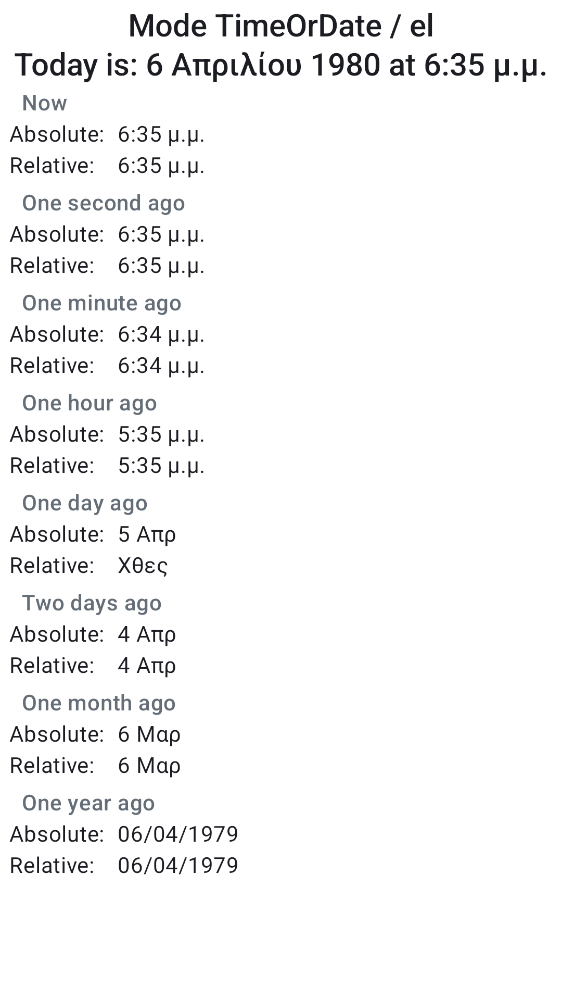 Mode TimeOrDate / el
Today is: 6 Απριλίου 1980 at 6:35 μ.μ.
Now
Absolute: 6:35 μ.μ.
Relative: 6:35 μ.μ.
One second ago
Absolute: 6:35 μ.μ.
Relative: 6:35 μ.μ.
One minute ago
Absolute: 6:34 μ.μ.
Relative: 6:34 μ.μ.
One hour ago
Absolute: 5:35 μ.μ.
Relative: 5:35 μ.μ.
One day ago
Absolute: 5 Απρ
Relative: Χθες
Two days ago
Absolute: 4 Απρ
Relative: 4 Απρ
One month ago
Absolute: 6 Μαρ
Relative: 6 Μαρ
One year ago
Absolute: 06/04/1979
Relative: 06/04/1979